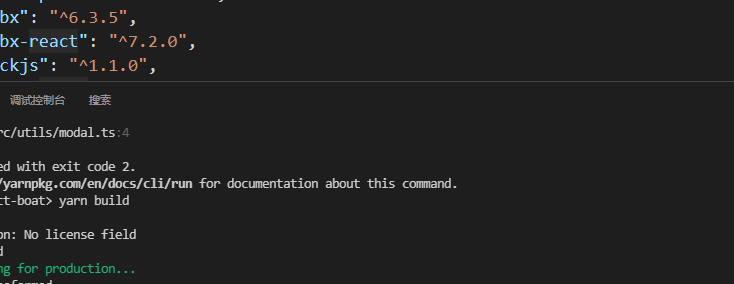 bx": "^6.3.5",
bx-react": "^7.2.0",
ckjs": "^1.1.0",
调试控制台 搜索
rc/utils/modal.ts:4
ed with exit code 2.
/yarnpkg.com/en/docs/cli/run for documentation about this command.
ct-boat> yarn build
on: No license field
d
ng for production...